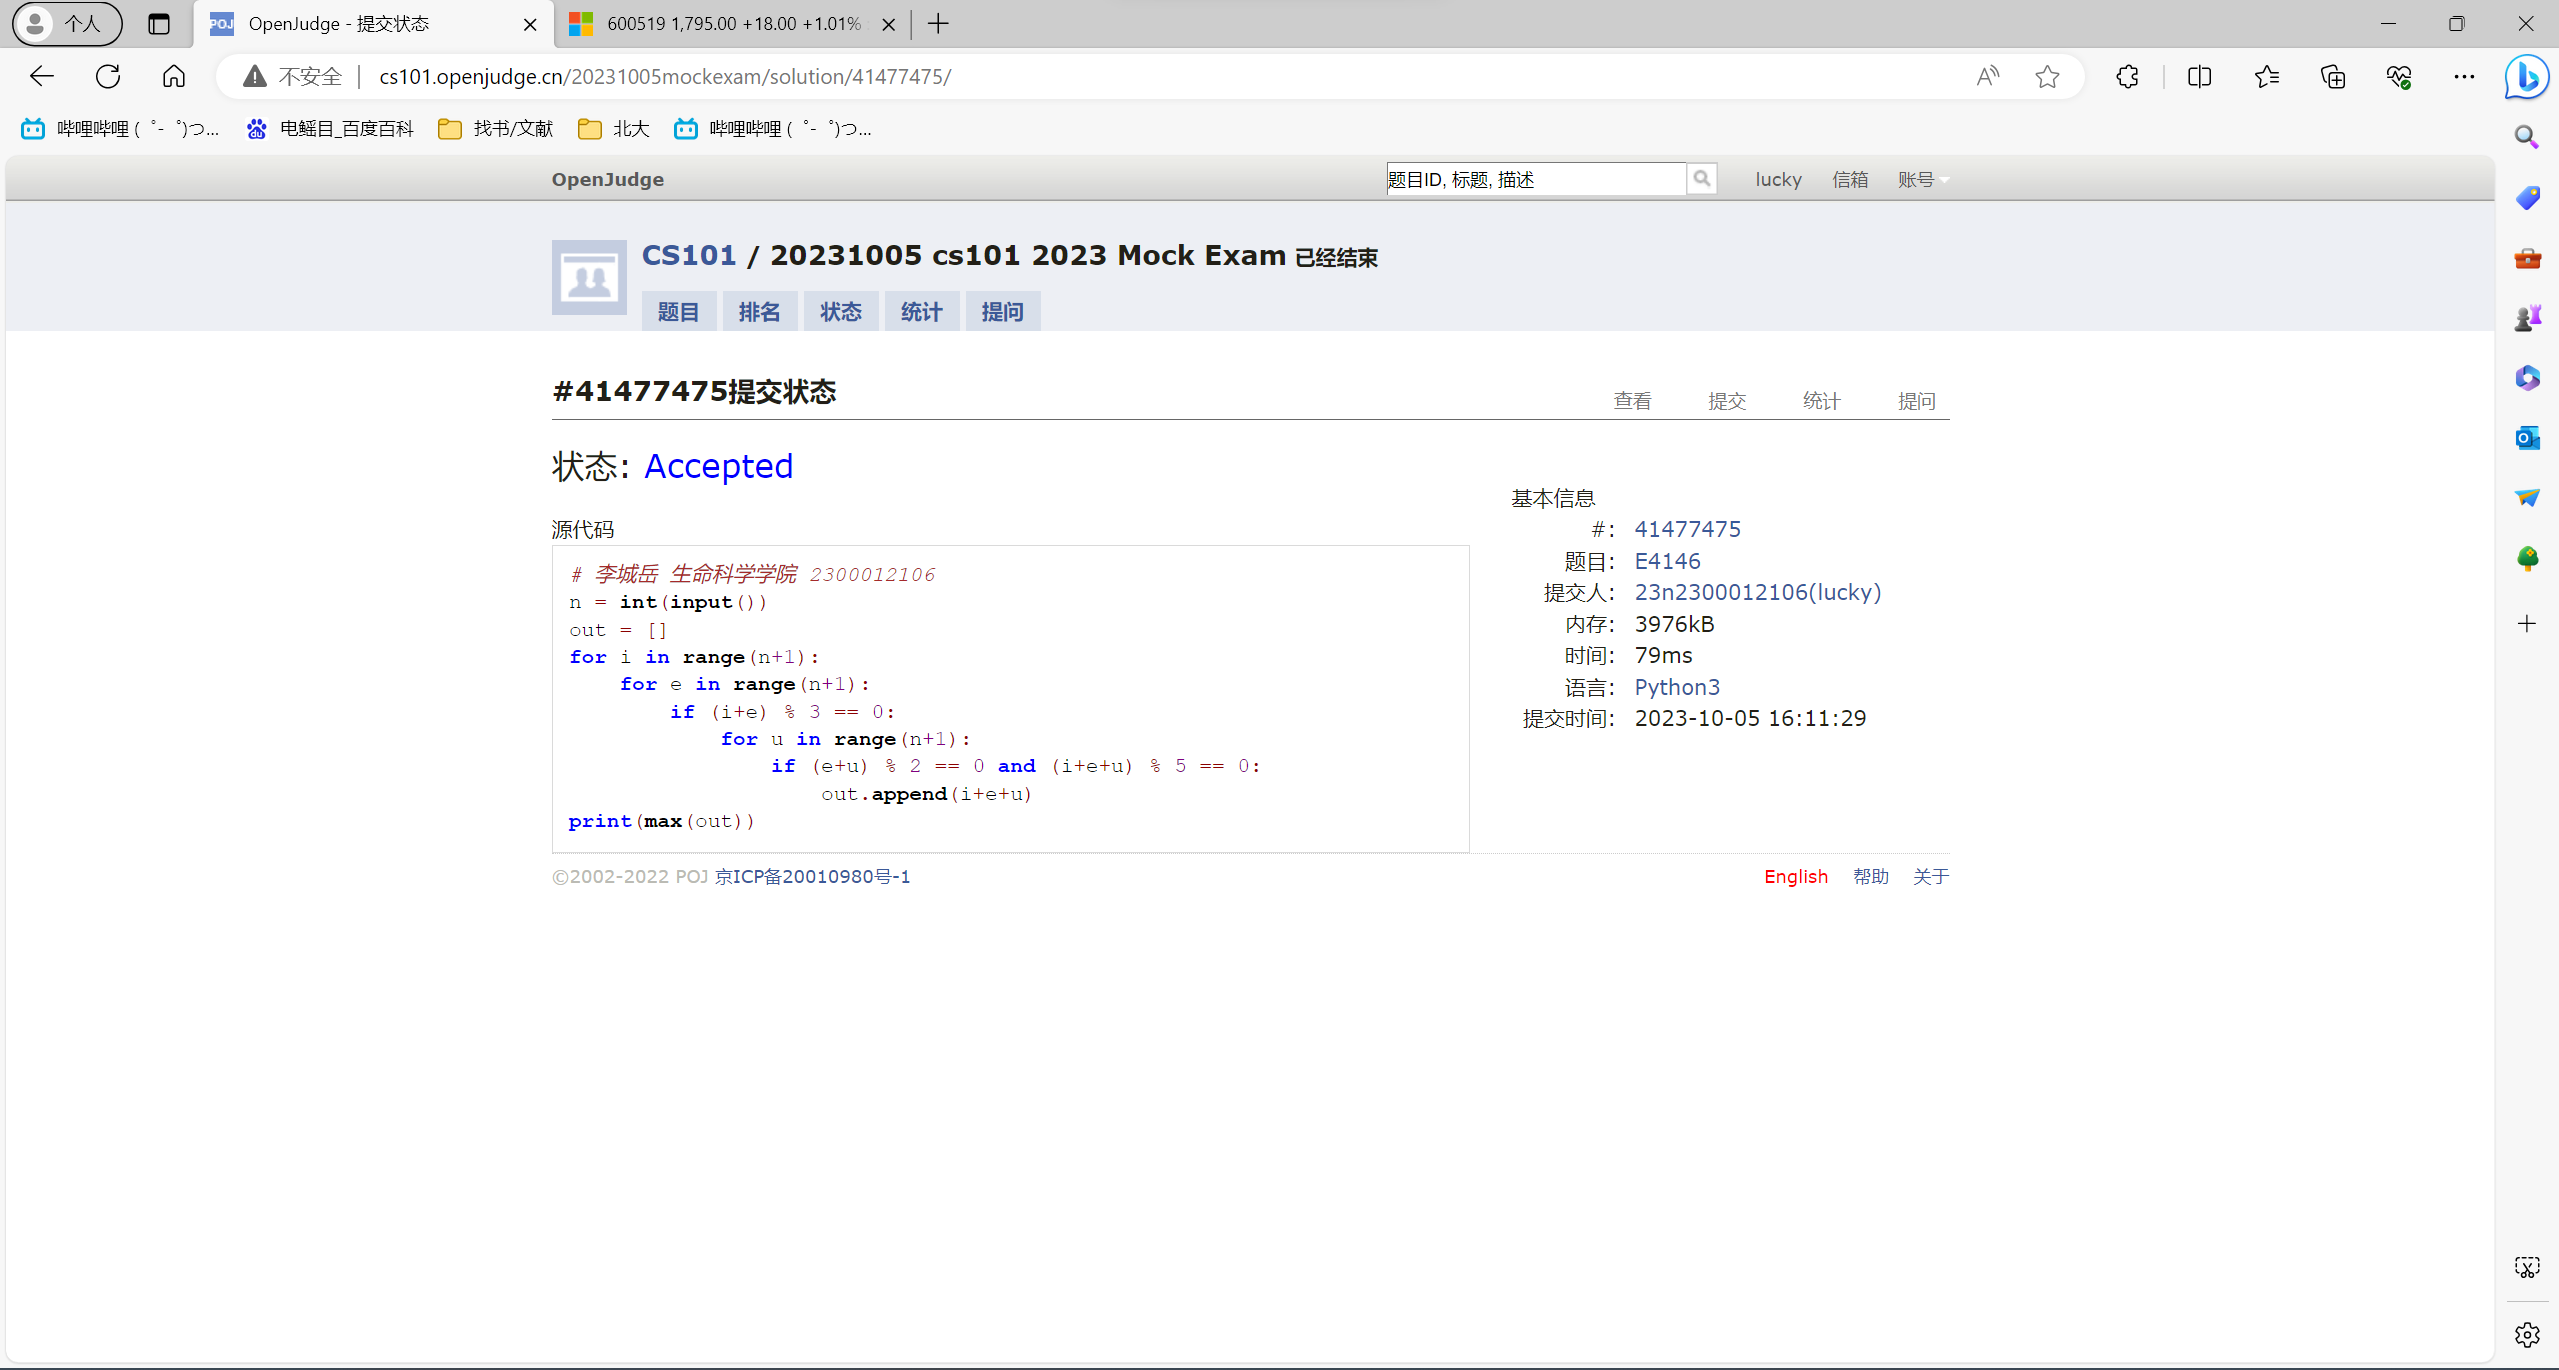 个人
POJ OpenJudge - 提交状态
600519 1,795.00 +18.00 +1.01%
不安全 | cs101.openjudge.cn/20231005mockexam/solution/41477475/
哔哩哔哩 (゜-゜)つ... 电鳐目_百度百科 找书/文献 北大 哔哩哔哩 (゜-゜)つ...
OpenJudge 题目ID, 标题, 描述 lucky 信箱 账号
CS101 / 20231005 cs101 2023 Mock Exam 已经结束
题目 排名 状态 统计 提问
#41477475提交状态 查看 提交 统计 提问
状态: Accepted
源代码
# 李城岳 生命科学学院 2300012106
n = int(input())
out = []
for i in range(n+1):
    for e in range(n+1):
        if (i+e) % 3 == 0:
            for u in range(n+1):
                if (e+u) % 2 == 0 and (i+e+u) % 5 == 0:
                    out.append(i+e+u)
print(max(out))
基本信息
#: 41477475
题目: E4146
提交人: 23n2300012106(lucky)
内存: 3976kB
时间: 79ms
语言: Python3
提交时间: 2023-10-05 16:11:29
©2002-2022 POJ 京ICP备20010980号-1 English 帮助 关于